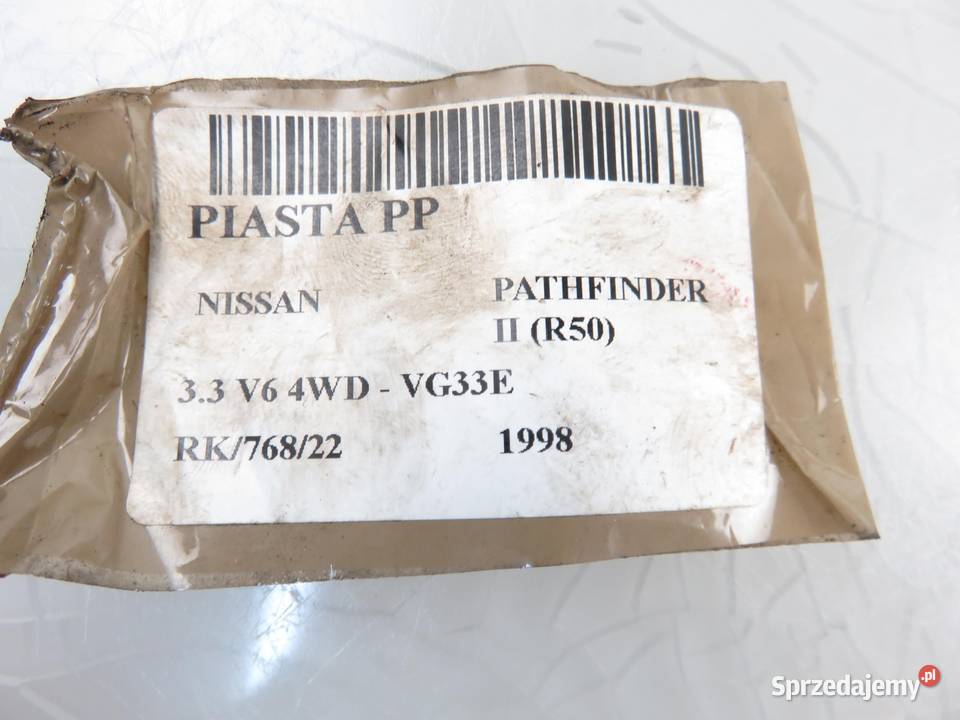 PIASTA PP
NISSAN PATHFINDER
II (R50)
3.3 V6 4WD - VG33E
RK/768/22 1998
Sprzedajemy.pl